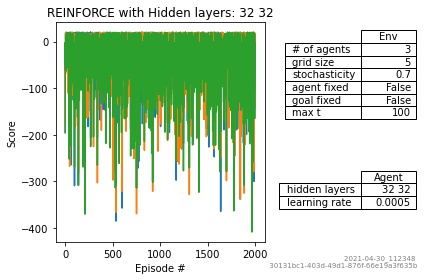 REINFORCE with Hidden layers: 32 32
Score
0
−100
−200
−300
−400
0
500
1000
1500
2000
Episode #
Env
# of agents 3
grid size 5
stochasticity 0.7
agent fixed False
goal fixed False
max t 100
Agent
hidden layers 32 32
learning rate 0.0005
2021-04-30_112348
30131bc1-403d-49d1-876f-66e19a3f635b